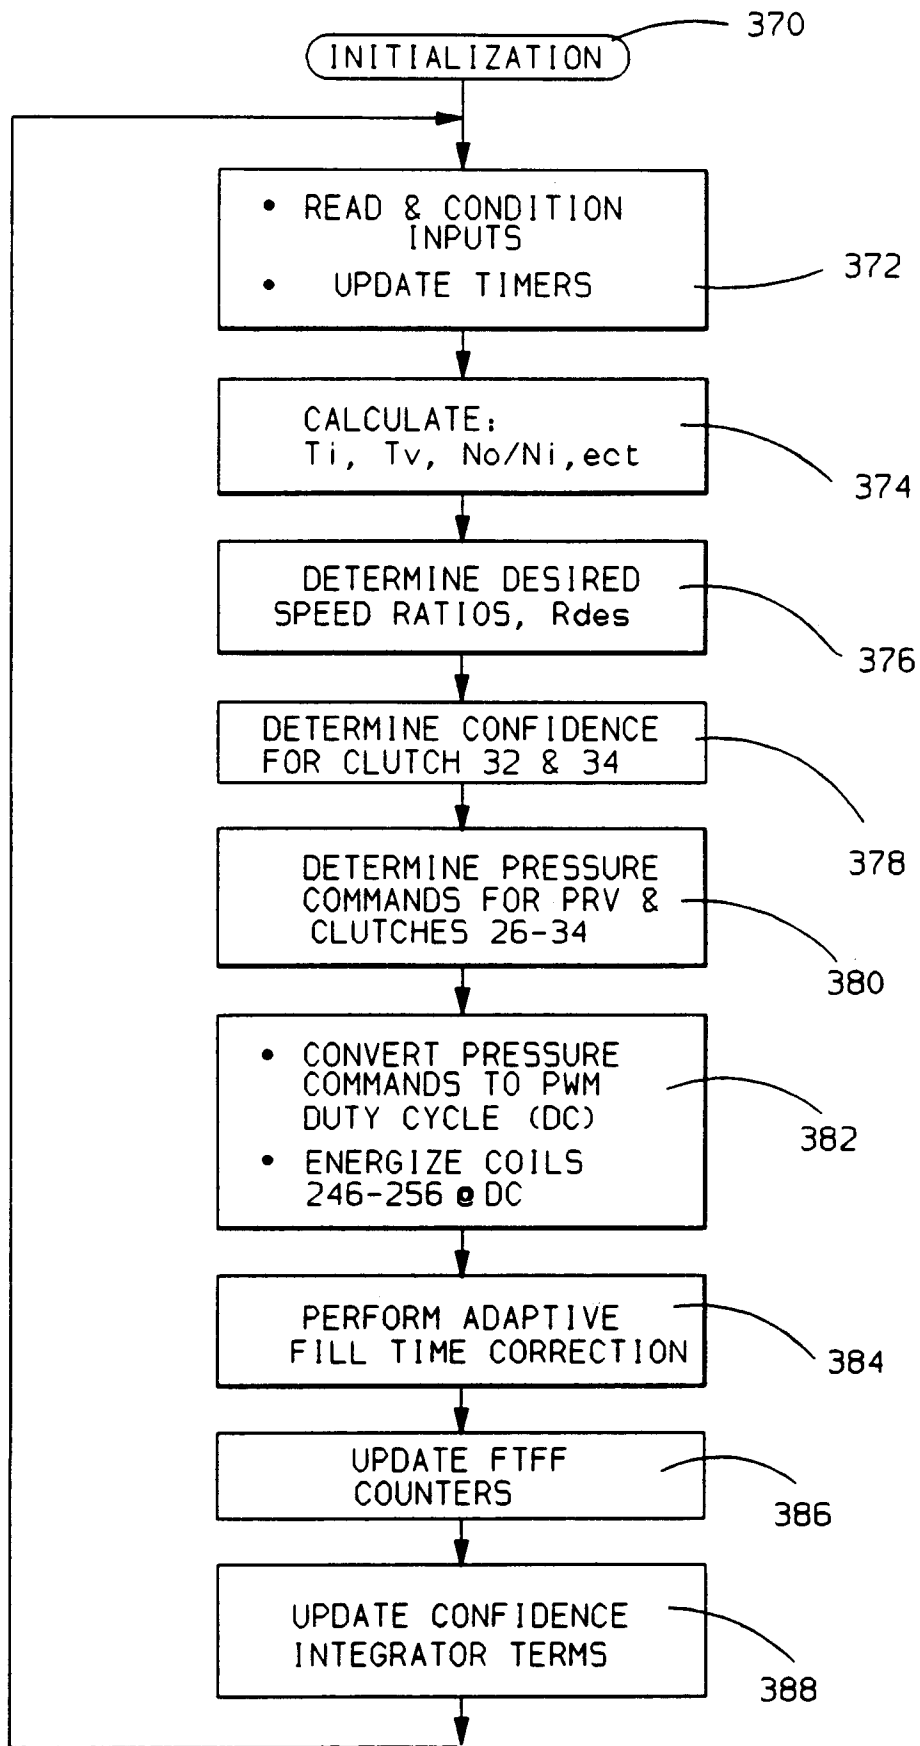 370
INITIALIZATION
• READ & CONDITION
INPUTS
• UPDATE TIMERS
372
CALCULATE:
Ti, Tv, No/Ni,ect
374
DETERMINE DESIRED
SPEED RATIOS, Rdes
376
DETERMINE CONFIDENCE
FOR CLUTCH 32 & 34
378
DETERMINE PRESSURE
COMMANDS FOR PRV &
CLUTCHES 26-34
380
• CONVERT PRESSURE
COMMANDS TO PWM
DUTY CYCLE (DC)
• ENERGIZE COILS
246-256 @ DC
382
PERFORM ADAPTIVE
FILL TIME CORRECTION
384
UPDATE FTFF
COUNTERS
386
UPDATE CONFIDENCE
INTEGRATOR TERMS
388